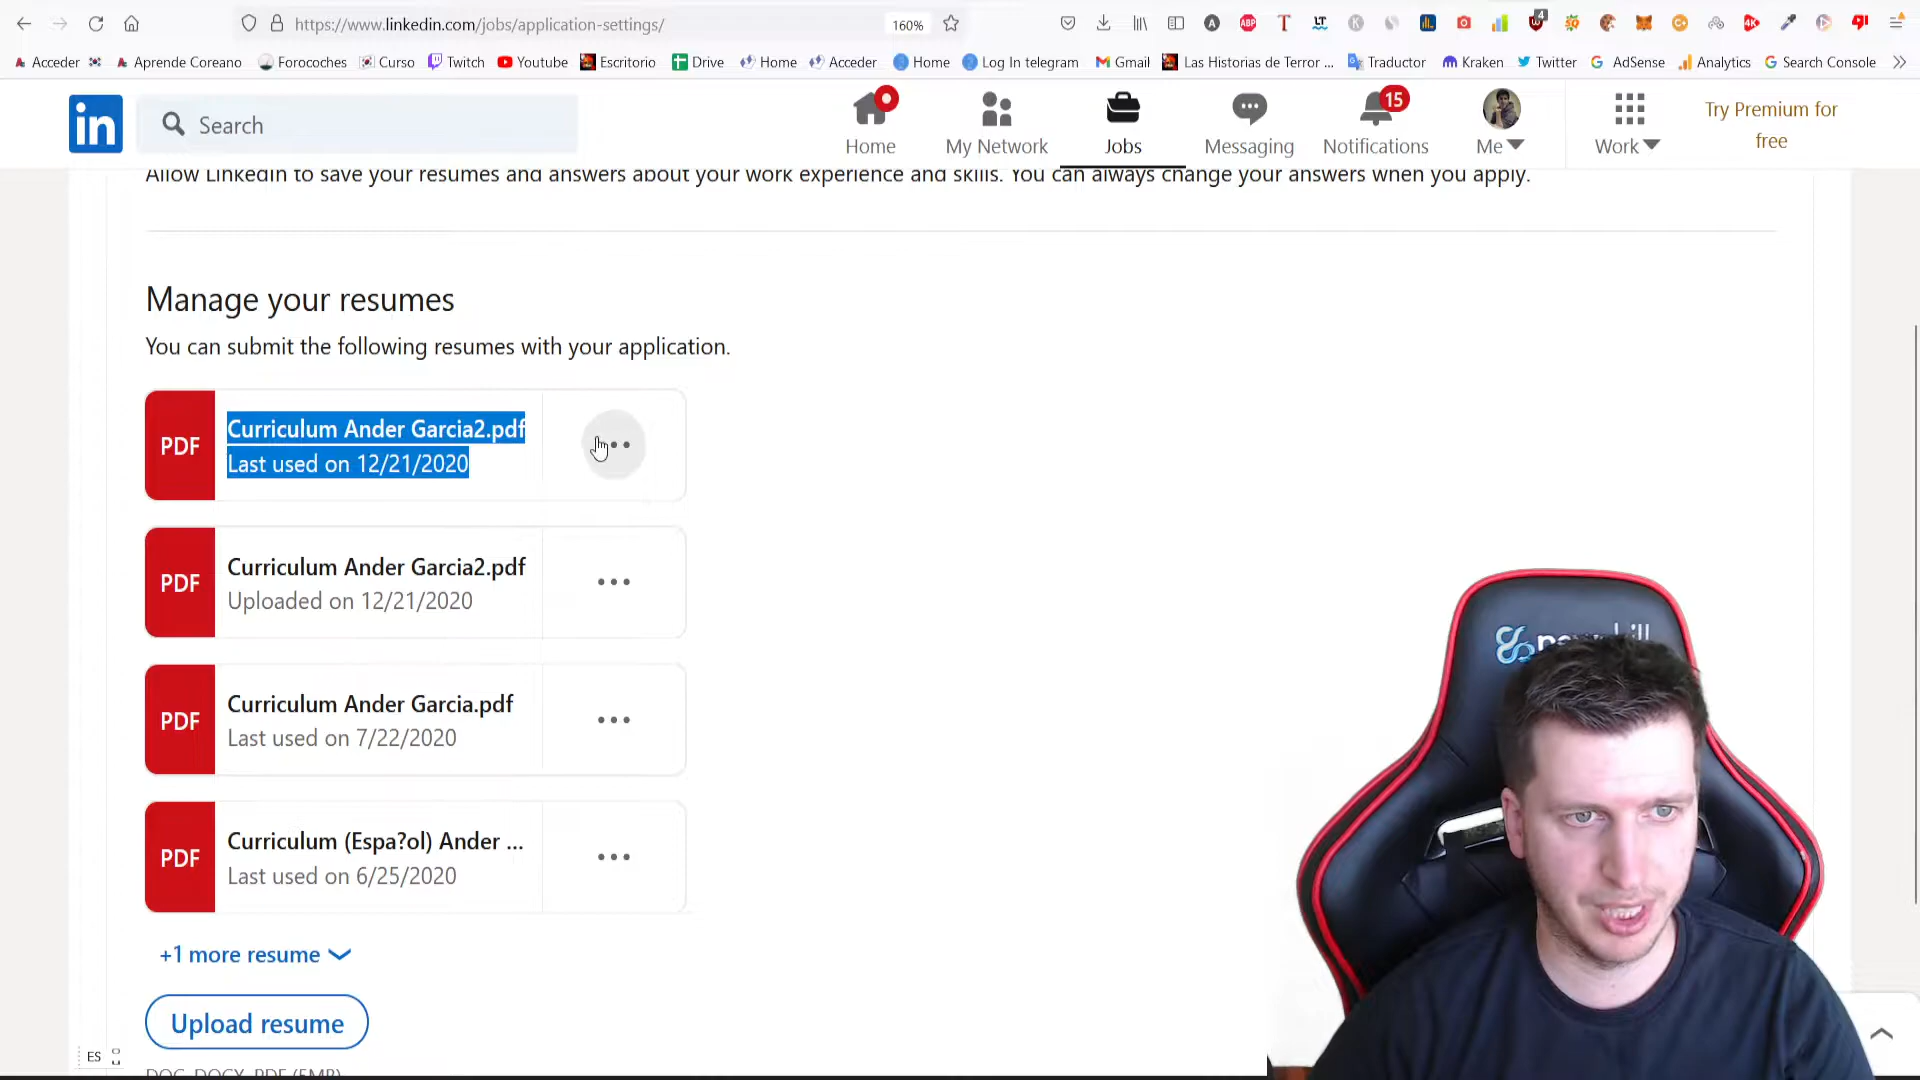 https://www.linkedin.com/jobs/application-settings/
160%
Acceder
Aprende Coreano
Forocoches
Curso
Twitch
Youtube
Escritorio
Drive
Home
Acceder
Home
Log In telegram
Gmail
Las Historias de Terror ...
Traductor
Kraken
Twitter
AdSense
Analytics
Search Console
in
Search
Home
My Network
Jobs
Messaging
15
Notifications
Me
Work
Try Premium for
free
Allow LinkedIn to save your resumes and answers about your work experience and skills. You can always change your answers when you apply.
Manage your resumes
You can submit the following resumes with your application.
PDF
Curriculum Ander Garcia2.pdf
Last used on 12/21/2020
PDF
Curriculum Ander Garcia2.pdf
Uploaded on 12/21/2020
PDF
Curriculum Ander Garcia.pdf
Last used on 7/22/2020
PDF
Curriculum (Espa?ol) Ander ...
Last used on 6/25/2020
+1 more resume
Upload resume
DOC, DOCX, PDF (5MB)
ES